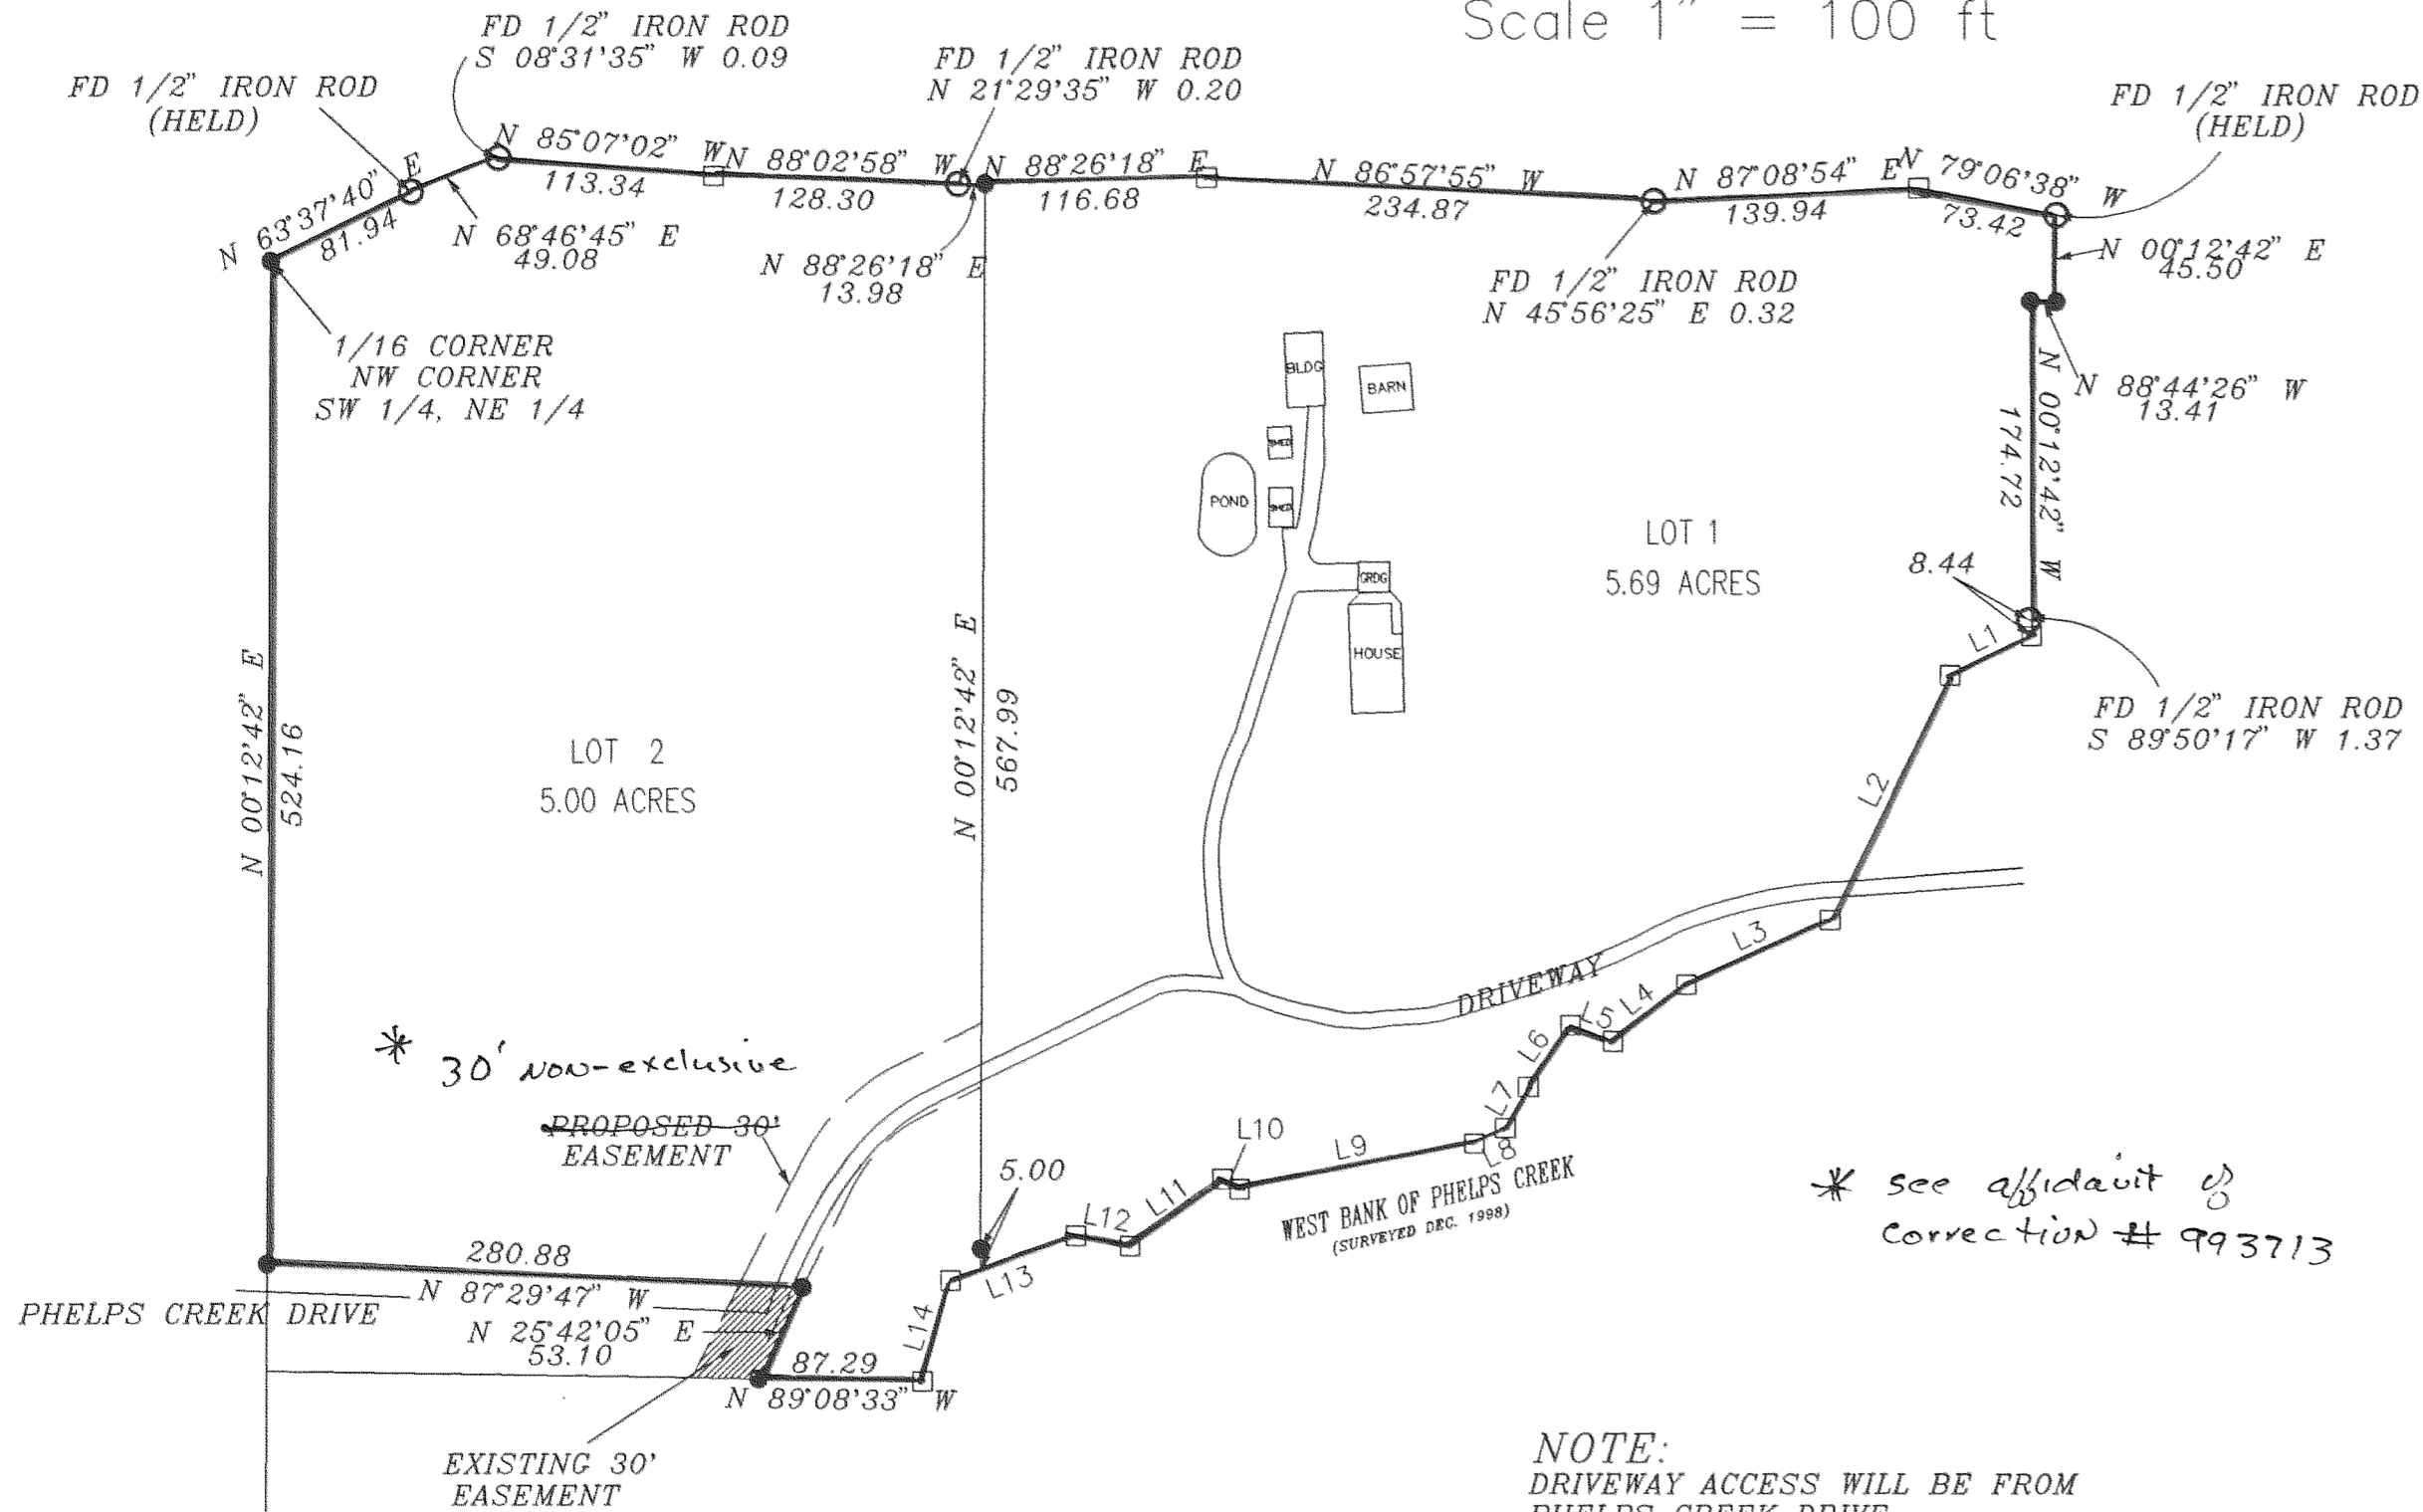 Scale 1" = 100 ft
FD 1/2" IRON ROD
S 08°31'35" W 0.09
FD 1/2" IRON ROD
N 21°29'35" W 0.20
FD 1/2" IRON ROD
(HELD)
FD 1/2" IRON ROD
(HELD)
N 63°37'40" E
81.94
N 68°46'45" E
49.08
N 85°07'02" W
113.34
N 88°02'58" W
128.30
N 88°26'18" E
13.98
N 88°26'18" E
116.68
N 86°57'55" W
234.87
N 87°08'54" E
139.94
N 79°06'38" W
73.42
N 00°12'42" E
45.50
FD 1/2" IRON ROD
N 45°56'25" E 0.32
1/16 CORNER
NW CORNER
SW 1/4, NE 1/4
N 88°44'26" W
13.41
N 00°12'42" W
174.72
BLDG
BARN
SHED
POND
SHED
GRDG
HOUSE
LOT 1
5.69 ACRES
8.44
L1
FD 1/2" IRON ROD
S 89°50'17" W 1.37
N 00°12'42" E
524.16
LOT 2
5.00 ACRES
N 00°12'42" E
567.99
L2
L3
DRIVEWAY
L4
L5
L6
L7
L8
L9
L10
L11
L12
L13
L14
* 30' NON-exclusive
PROPOSED 30'
EASEMENT
5.00
WEST BANK OF PHELPS CREEK
(SURVEYED DEC. 1998)
* see affidavit of
correction # 993713
280.88
N 87°29'47" W
PHELPS CREEK DRIVE
N 25°42'05" E
53.10
87.29
N 89°08'33" W
EXISTING 30'
EASEMENT
NOTE:
DRIVEWAY ACCESS WILL BE FROM
PHELPS CREEK DRIVE